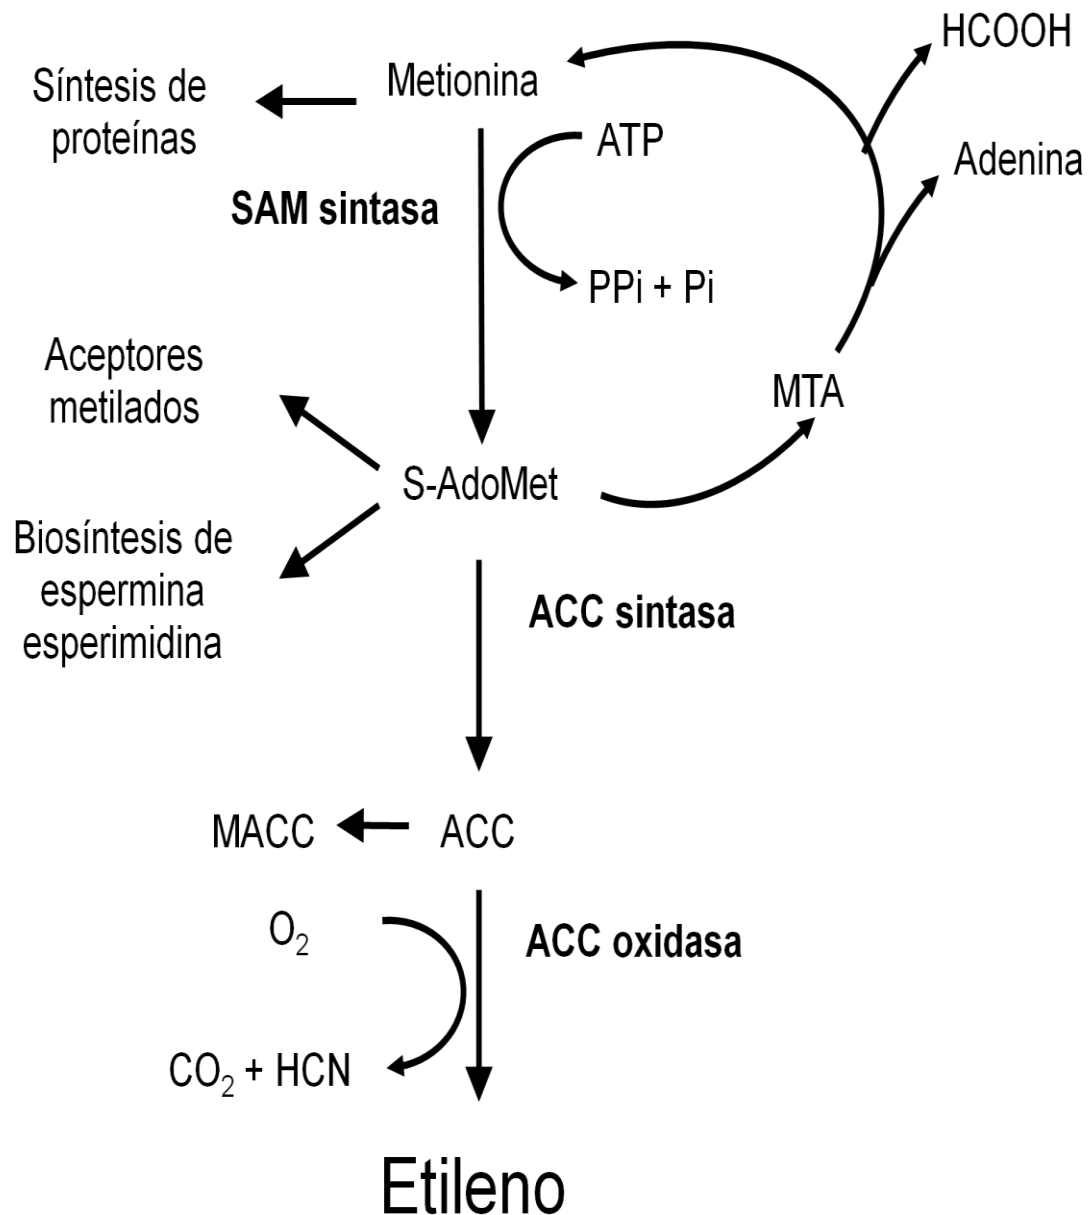 HCOOH
Síntesis de
proteínas
Metionina
ATP
Adenina
SAM sintasa
PPi + Pi
Aceptores
metilados
MTA
S-AdoMet
Biosíntesis de
espermina
esperimidina
ACC sintasa
MACC
ACC
O₂
ACC oxidasa
CO₂ + HCN
Etileno